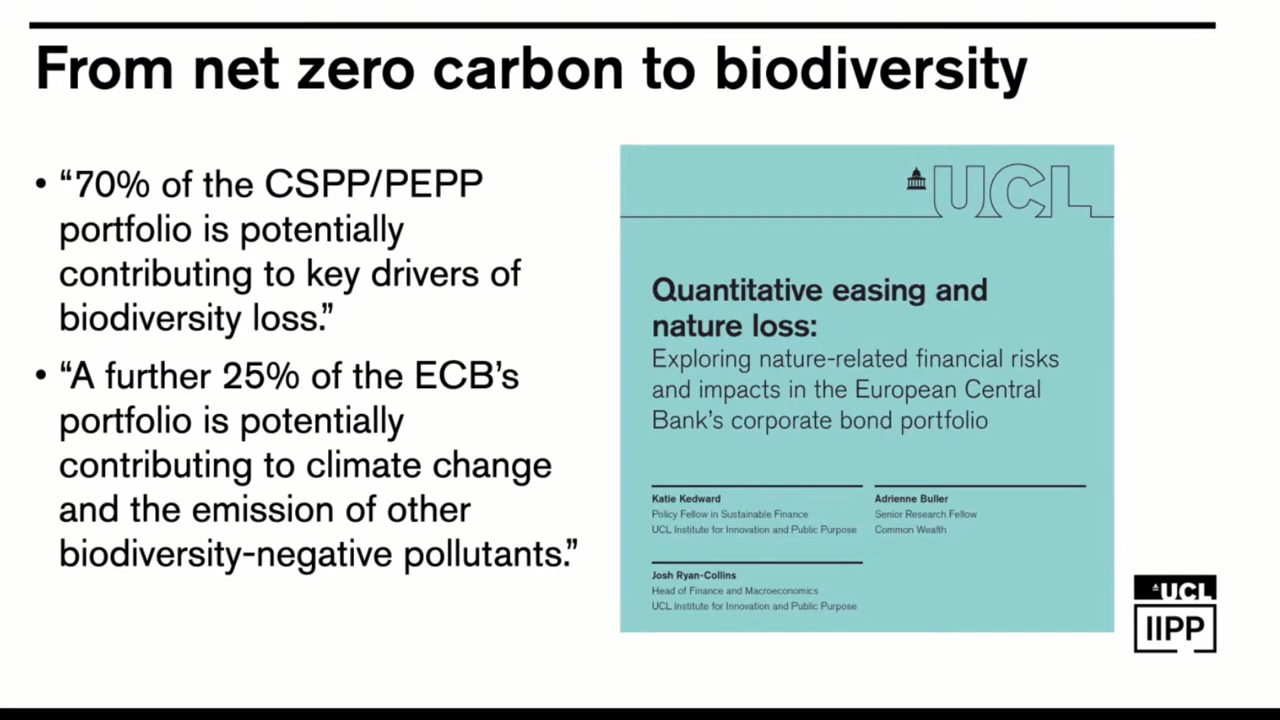 From net zero carbon to biodiversity
• “70% of the CSPP/PEPP
portfolio is potentially
contributing to key drivers of
biodiversity loss.”
• “A further 25% of the ECB’s
portfolio is potentially
contributing to climate change
and the emission of other
biodiversity-negative pollutants.”
UCL
Quantitative easing and
nature loss:
Exploring nature-related financial risks
and impacts in the European Central
Bank’s corporate bond portfolio
Katie Kedward
Policy Fellow in Sustainable Finance
UCL Institute for Innovation and Public Purpose
Adrienne Buller
Senior Research Fellow
Common Wealth
Josh Ryan-Collins
Head of Finance and Macroeconomics
UCL Institute for Innovation and Public Purpose
UCL
IIPP